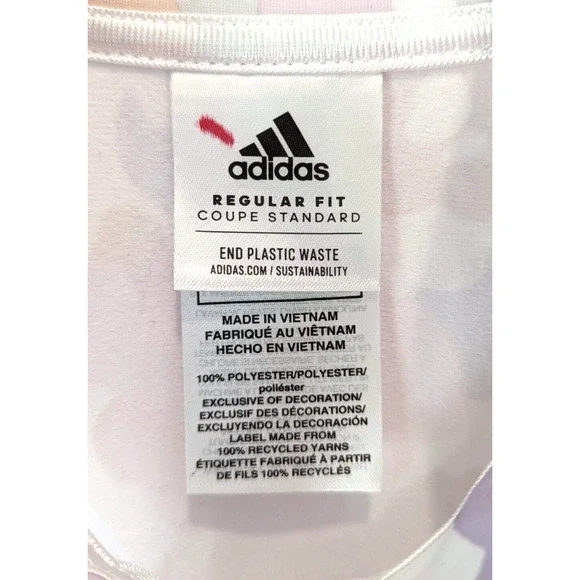 adidas
REGULAR FIT
COUPE STANDARD
END PLASTIC WASTE
ADIDAS.COM / SUSTAINABILITY
MADE IN VIETNAM
FABRIQUÉ AU VIÊTNAM
HECHO EN VIETNAM
100% POLYESTER/POLYESTER/
poliéster
EXCLUSIVE OF DECORATION/
EXCLUSIF DES DÉCORATIONS/
EXCLUYENDO LA DECORACIÓN
LABEL MADE FROM
100% RECYCLED YARNS
ÉTIQUETTE FABRIQUÉ À PARTIR
DE FILS 100% RECYCLÉS